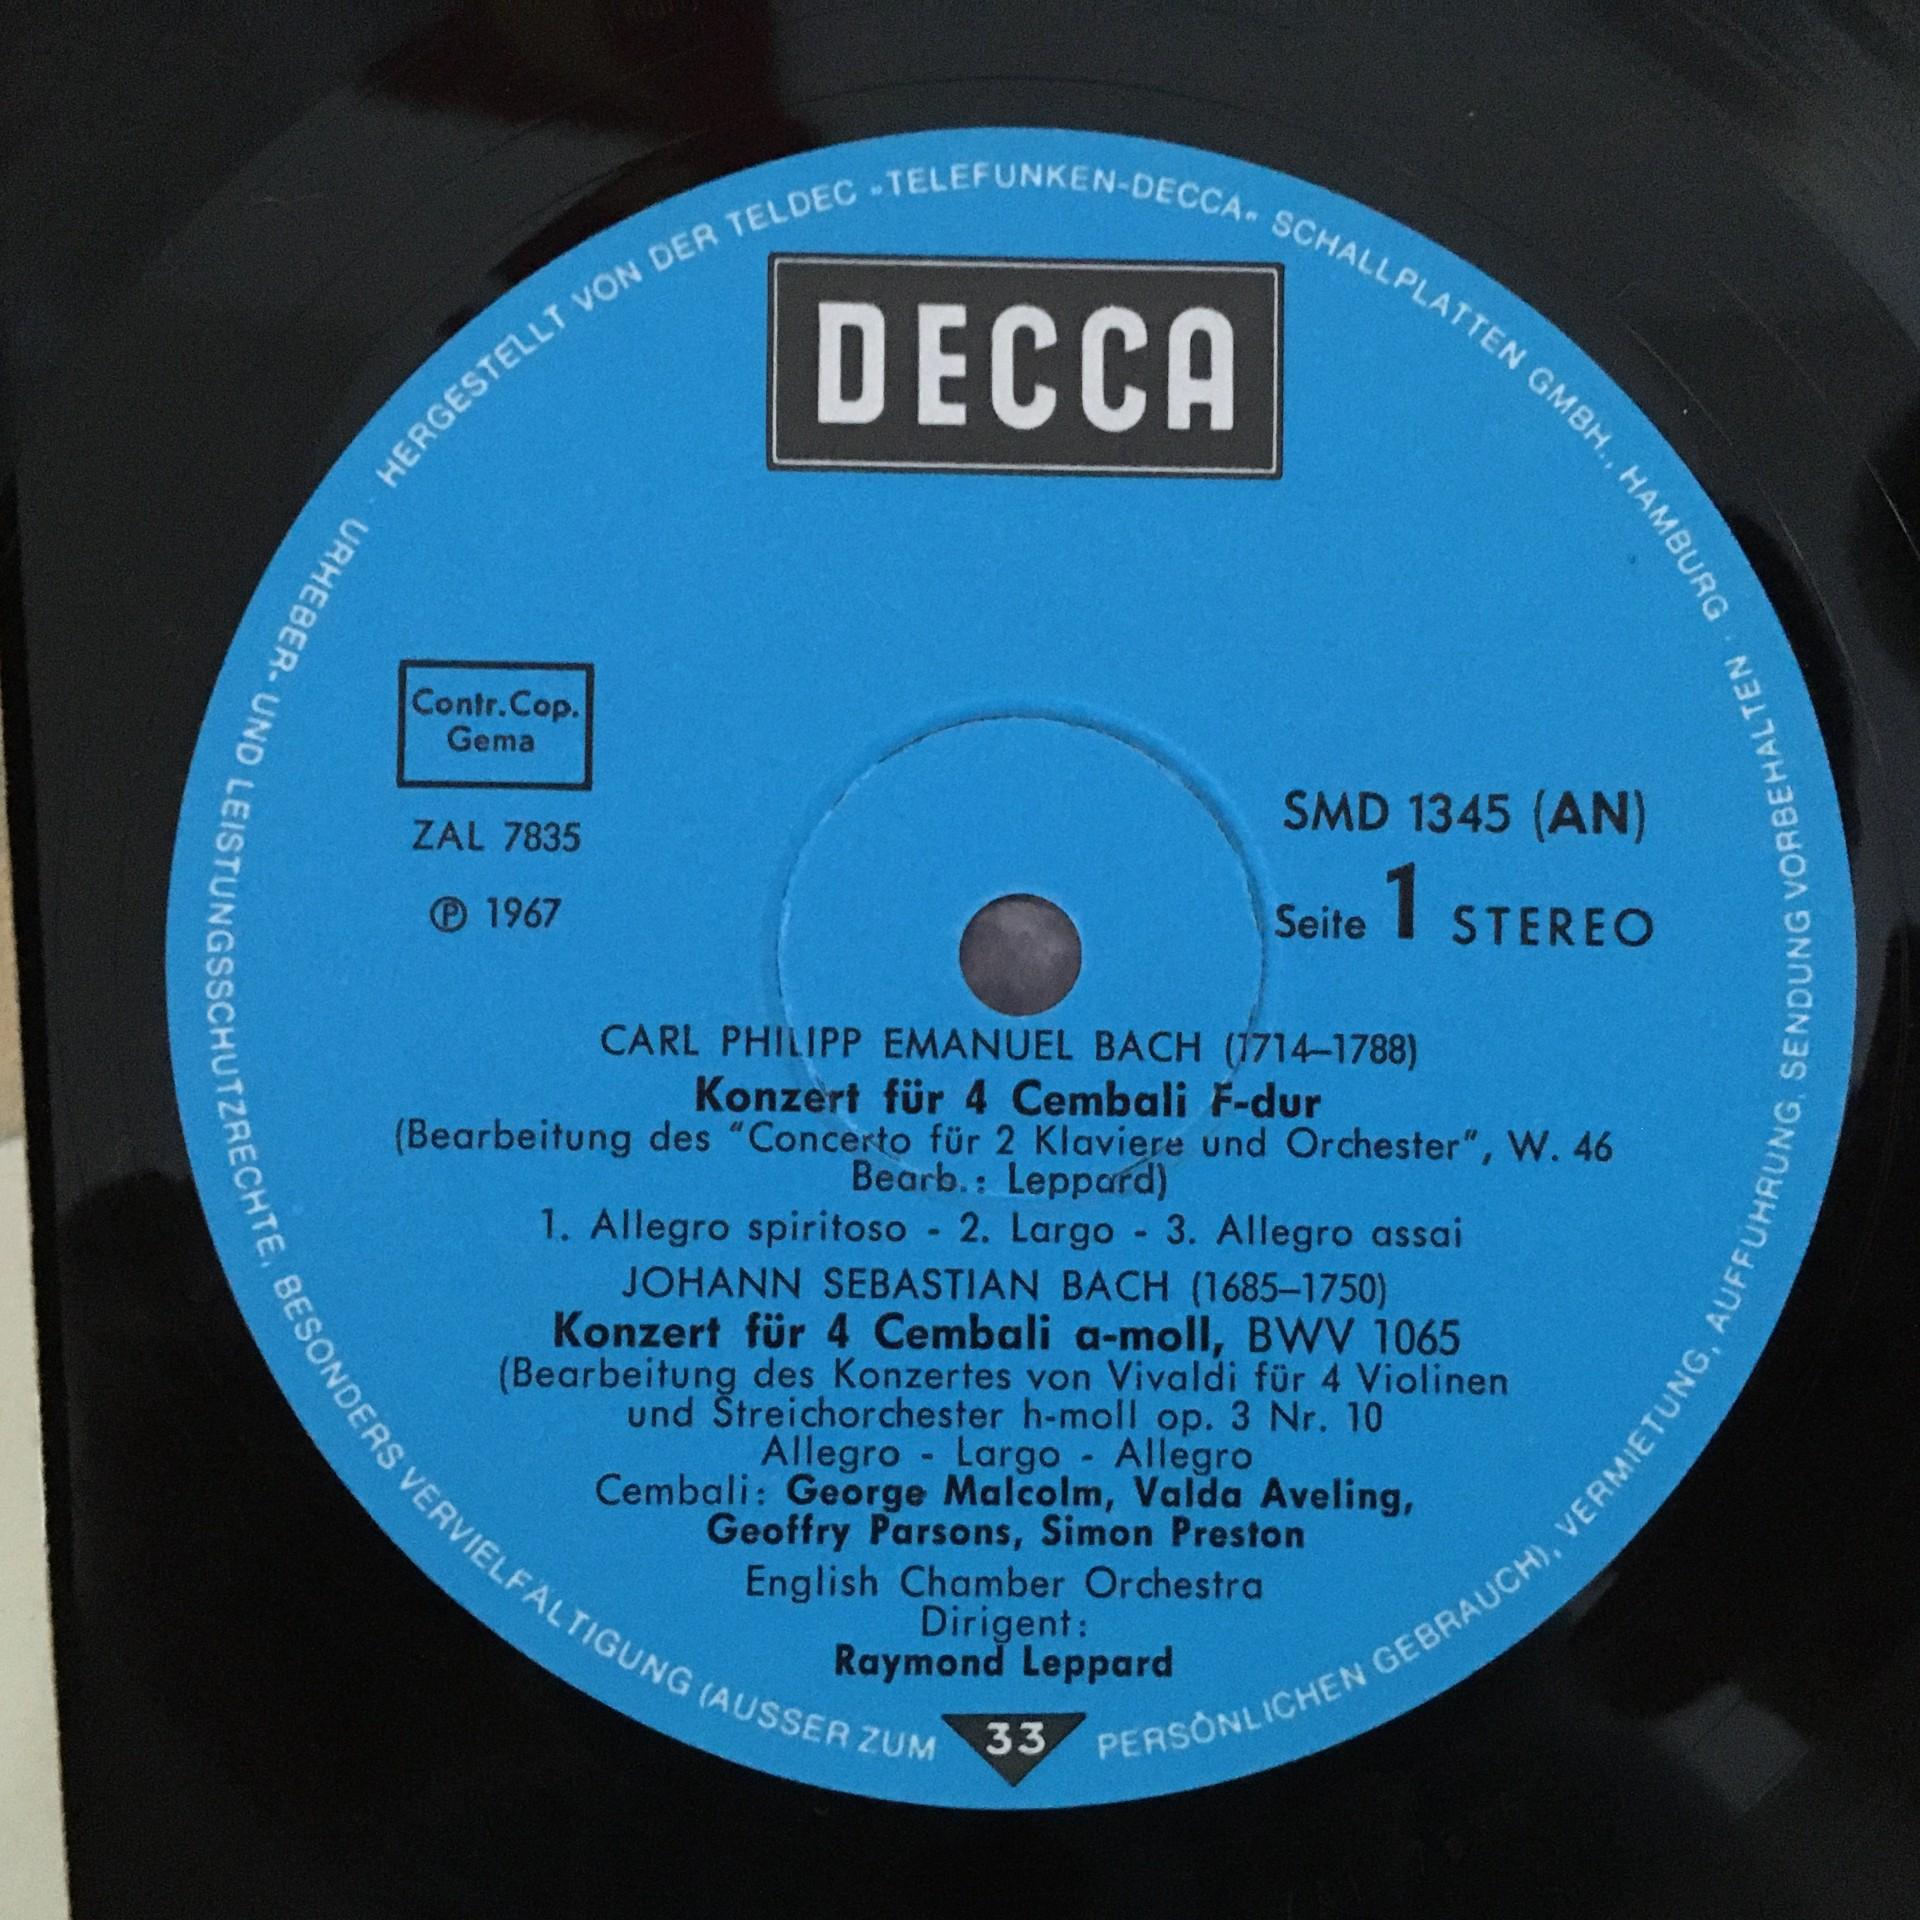 HERGESTELLT VON DER TELDEC »TELEFUNKEN-DECCA« SCHALLPLATTEN GMBH., HAMBURG · URHEBER- UND LEISTUNGSSCHUTZRECHTE, BESONDERS VERVIELFÄLTIGUNG (AUSSER ZUM PERSÖNLICHEN GEBRAUCH), VERMIETUNG, AUFFÜHRUNG, SENDUNG VORBEHALTEN
DECCA
Contr.Cop.
Gema
ZAL 7835
Ⓟ 1967
SMD 1345 (AN)
Seite 1 STEREO
CARL PHILIPP EMANUEL BACH (1714–1788)
Konzert für 4 Cembali F-dur
(Bearbeitung des "Concerto für 2 Klaviere und Orchester", W. 46
Bearb.: Leppard)
1. Allegro spiritoso - 2. Largo - 3. Allegro assai
JOHANN SEBASTIAN BACH (1685–1750)
Konzert für 4 Cembali a-moll, BWV 1065
(Bearbeitung des Konzertes von Vivaldi für 4 Violinen
und Streichorchester h-moll op. 3 Nr. 10
Allegro - Largo - Allegro
Cembali: George Malcolm, Valda Aveling,
Geoffry Parsons, Simon Preston
English Chamber Orchestra
Dirigent:
Raymond Leppard
33